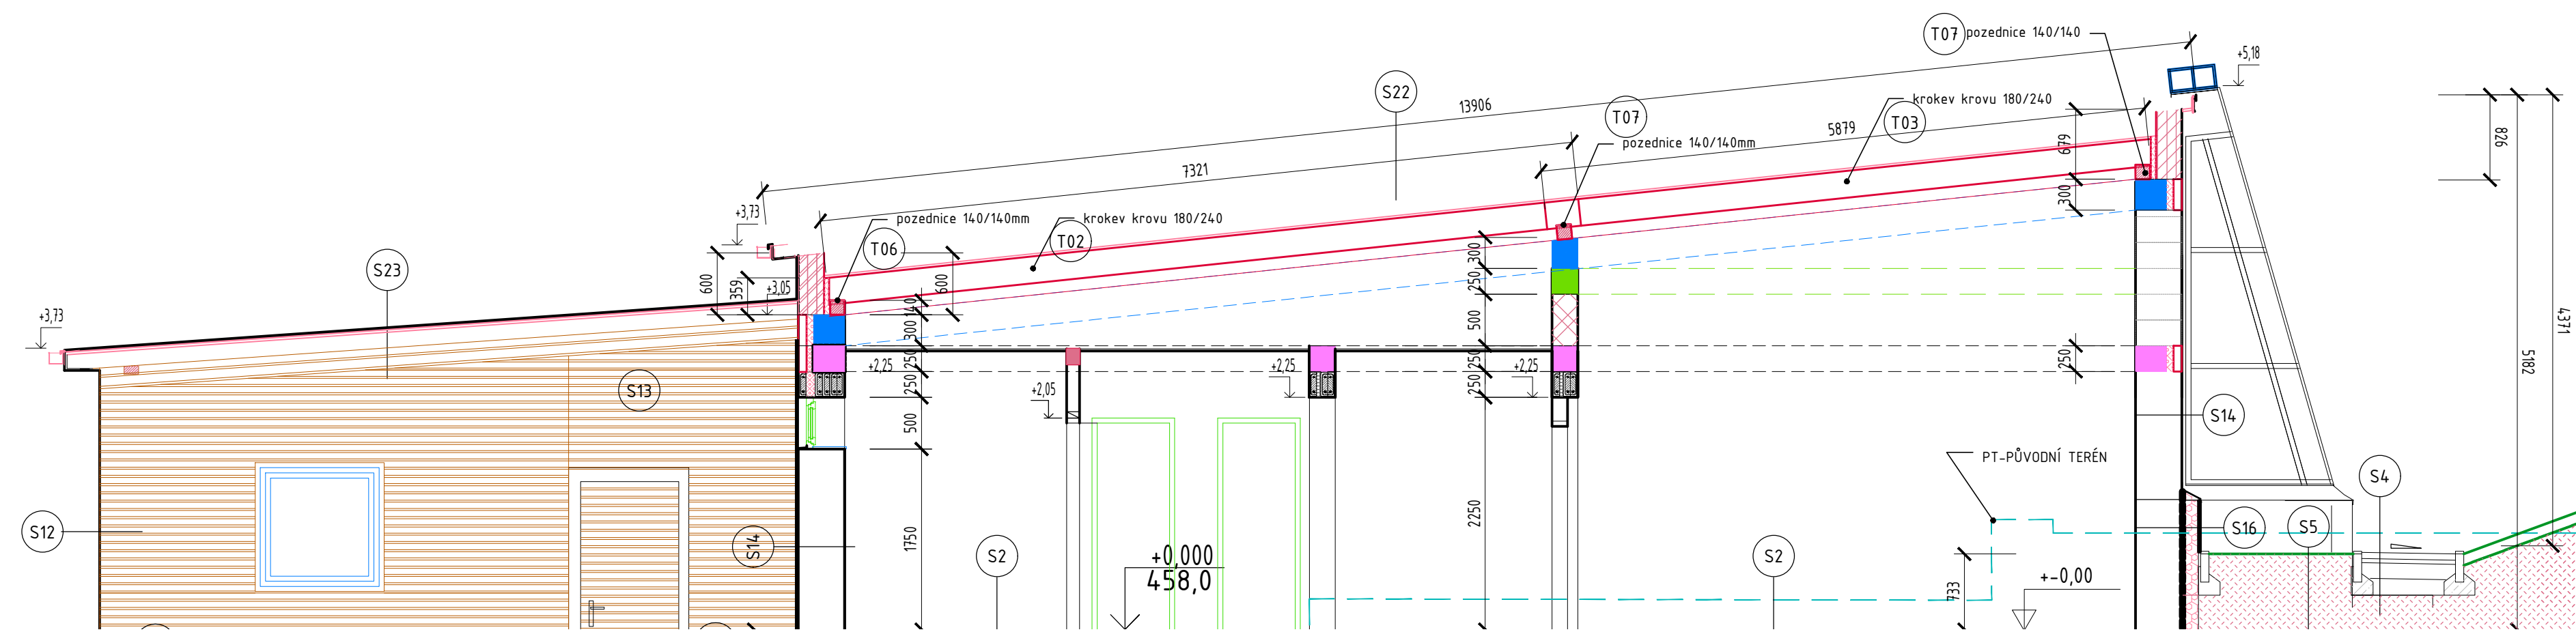 T07 pozednice 140/140
+5,18
S22
13906
T07
krokev krovu 180/240
T03
5879
826
679
pozednice 140/140mm
7321
300
+3,73
pozednice 140/140mm
krokev krovu 180/240
T06
T02
S23
600
359
+3,05
600
140
300
300
250
500
4371
5182
+3,73
250
+2,25
250
+2,05
+2,25
+2,25
250
250
250
S13
500
S14
PT-PŮVODNÍ TERÉN
S4
S12
S14
1750
S2
+0,000
458,0
2250
S2
S16
S5
733
+-0,00